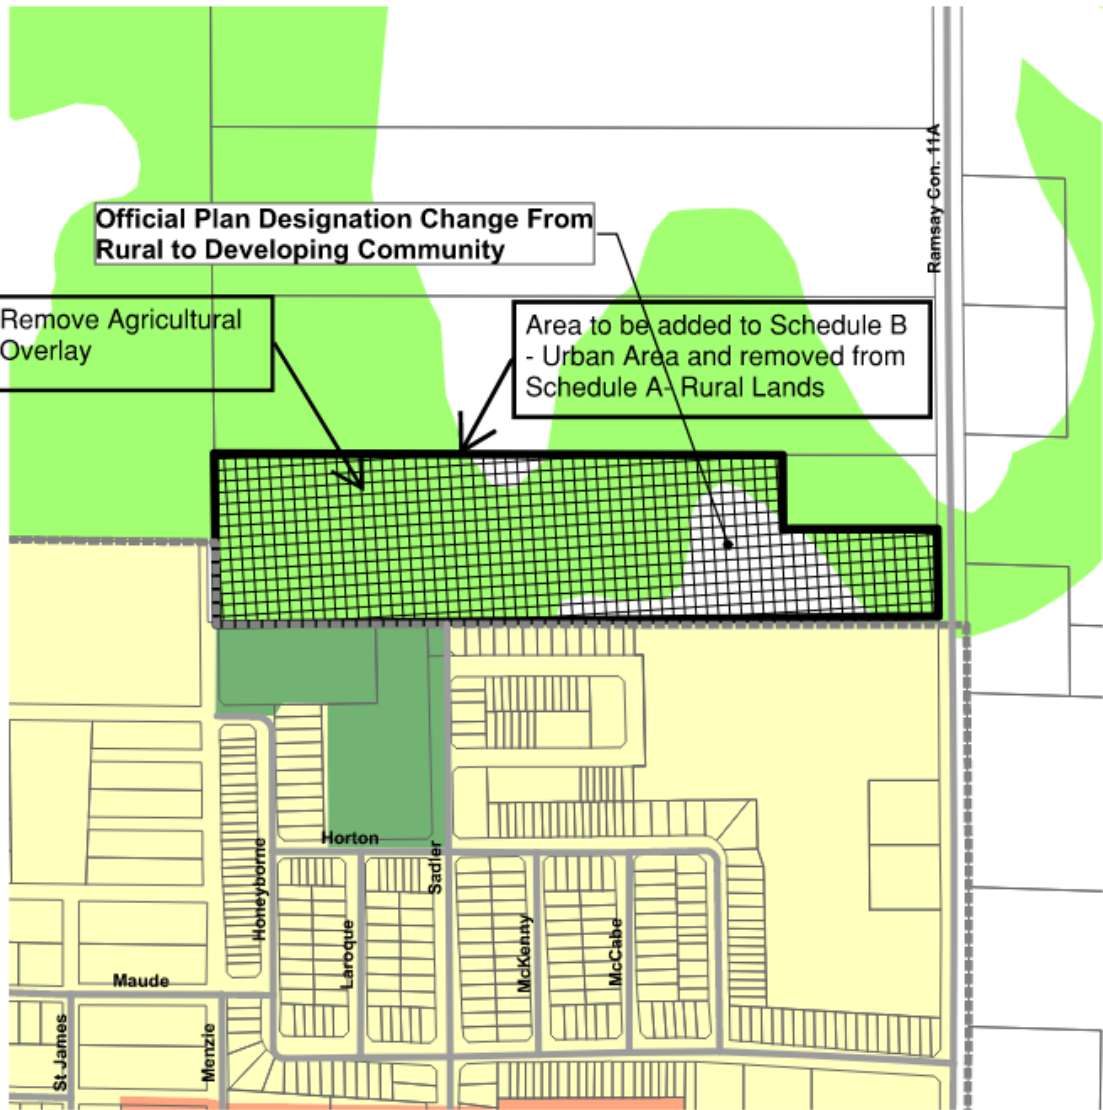 Ramsay Con. 11A
Official Plan Designation Change From
Rural to Developing Community
Remove Agricultural
Overlay
Area to be added to Schedule B
- Urban Area and removed from
Schedule A- Rural Lands
Horton
Honeyborne
Sadler
Laroque
McKenny
McCabe
Maude
St James
Menzie